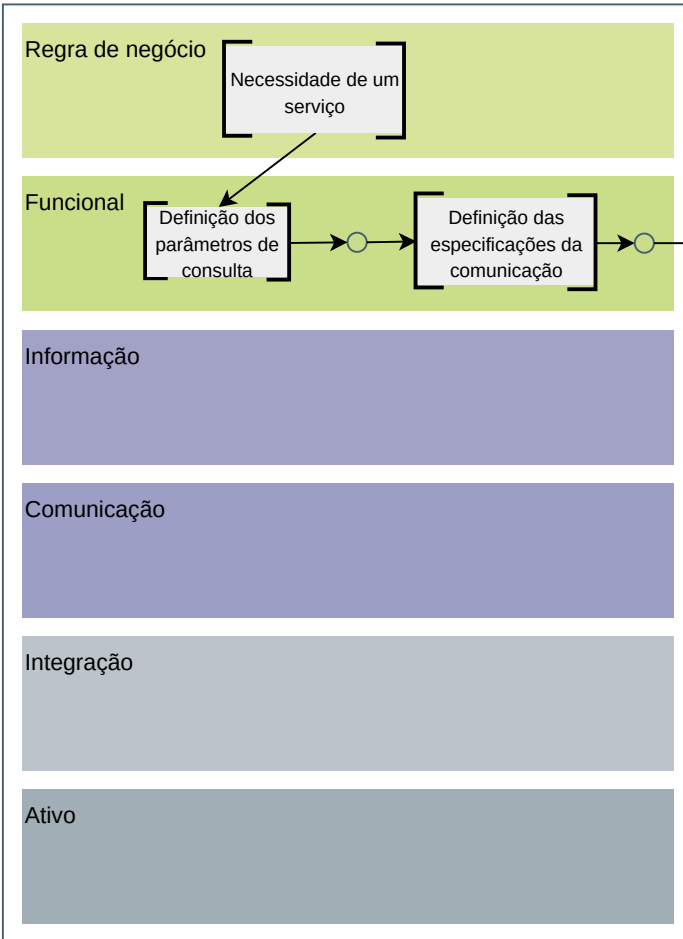 Regra de negócio
Necessidade de um
serviço
Funcional
Definição dos
parâmetros de
consulta
Definição das
especificações da
comunicação
Informação
Comunicação
Integração
Ativo